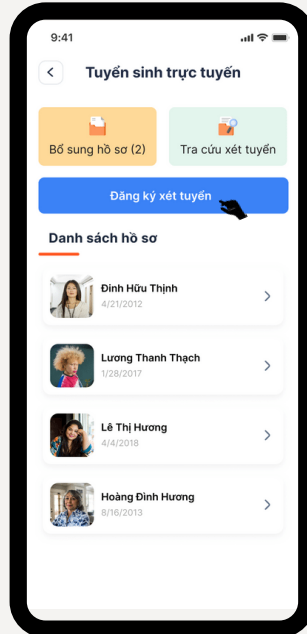 9:41
Tuyển sinh trực tuyến
Bổ sung hồ sơ (2)
Tra cứu xét tuyển
Đăng ký xét tuyển
Danh sách hồ sơ
Đinh Hữu Thịnh
4/21/2012
Lương Thanh Thạch
1/28/2017
Lê Thị Hương
4/4/2018
Hoàng Đình Hương
8/16/2013